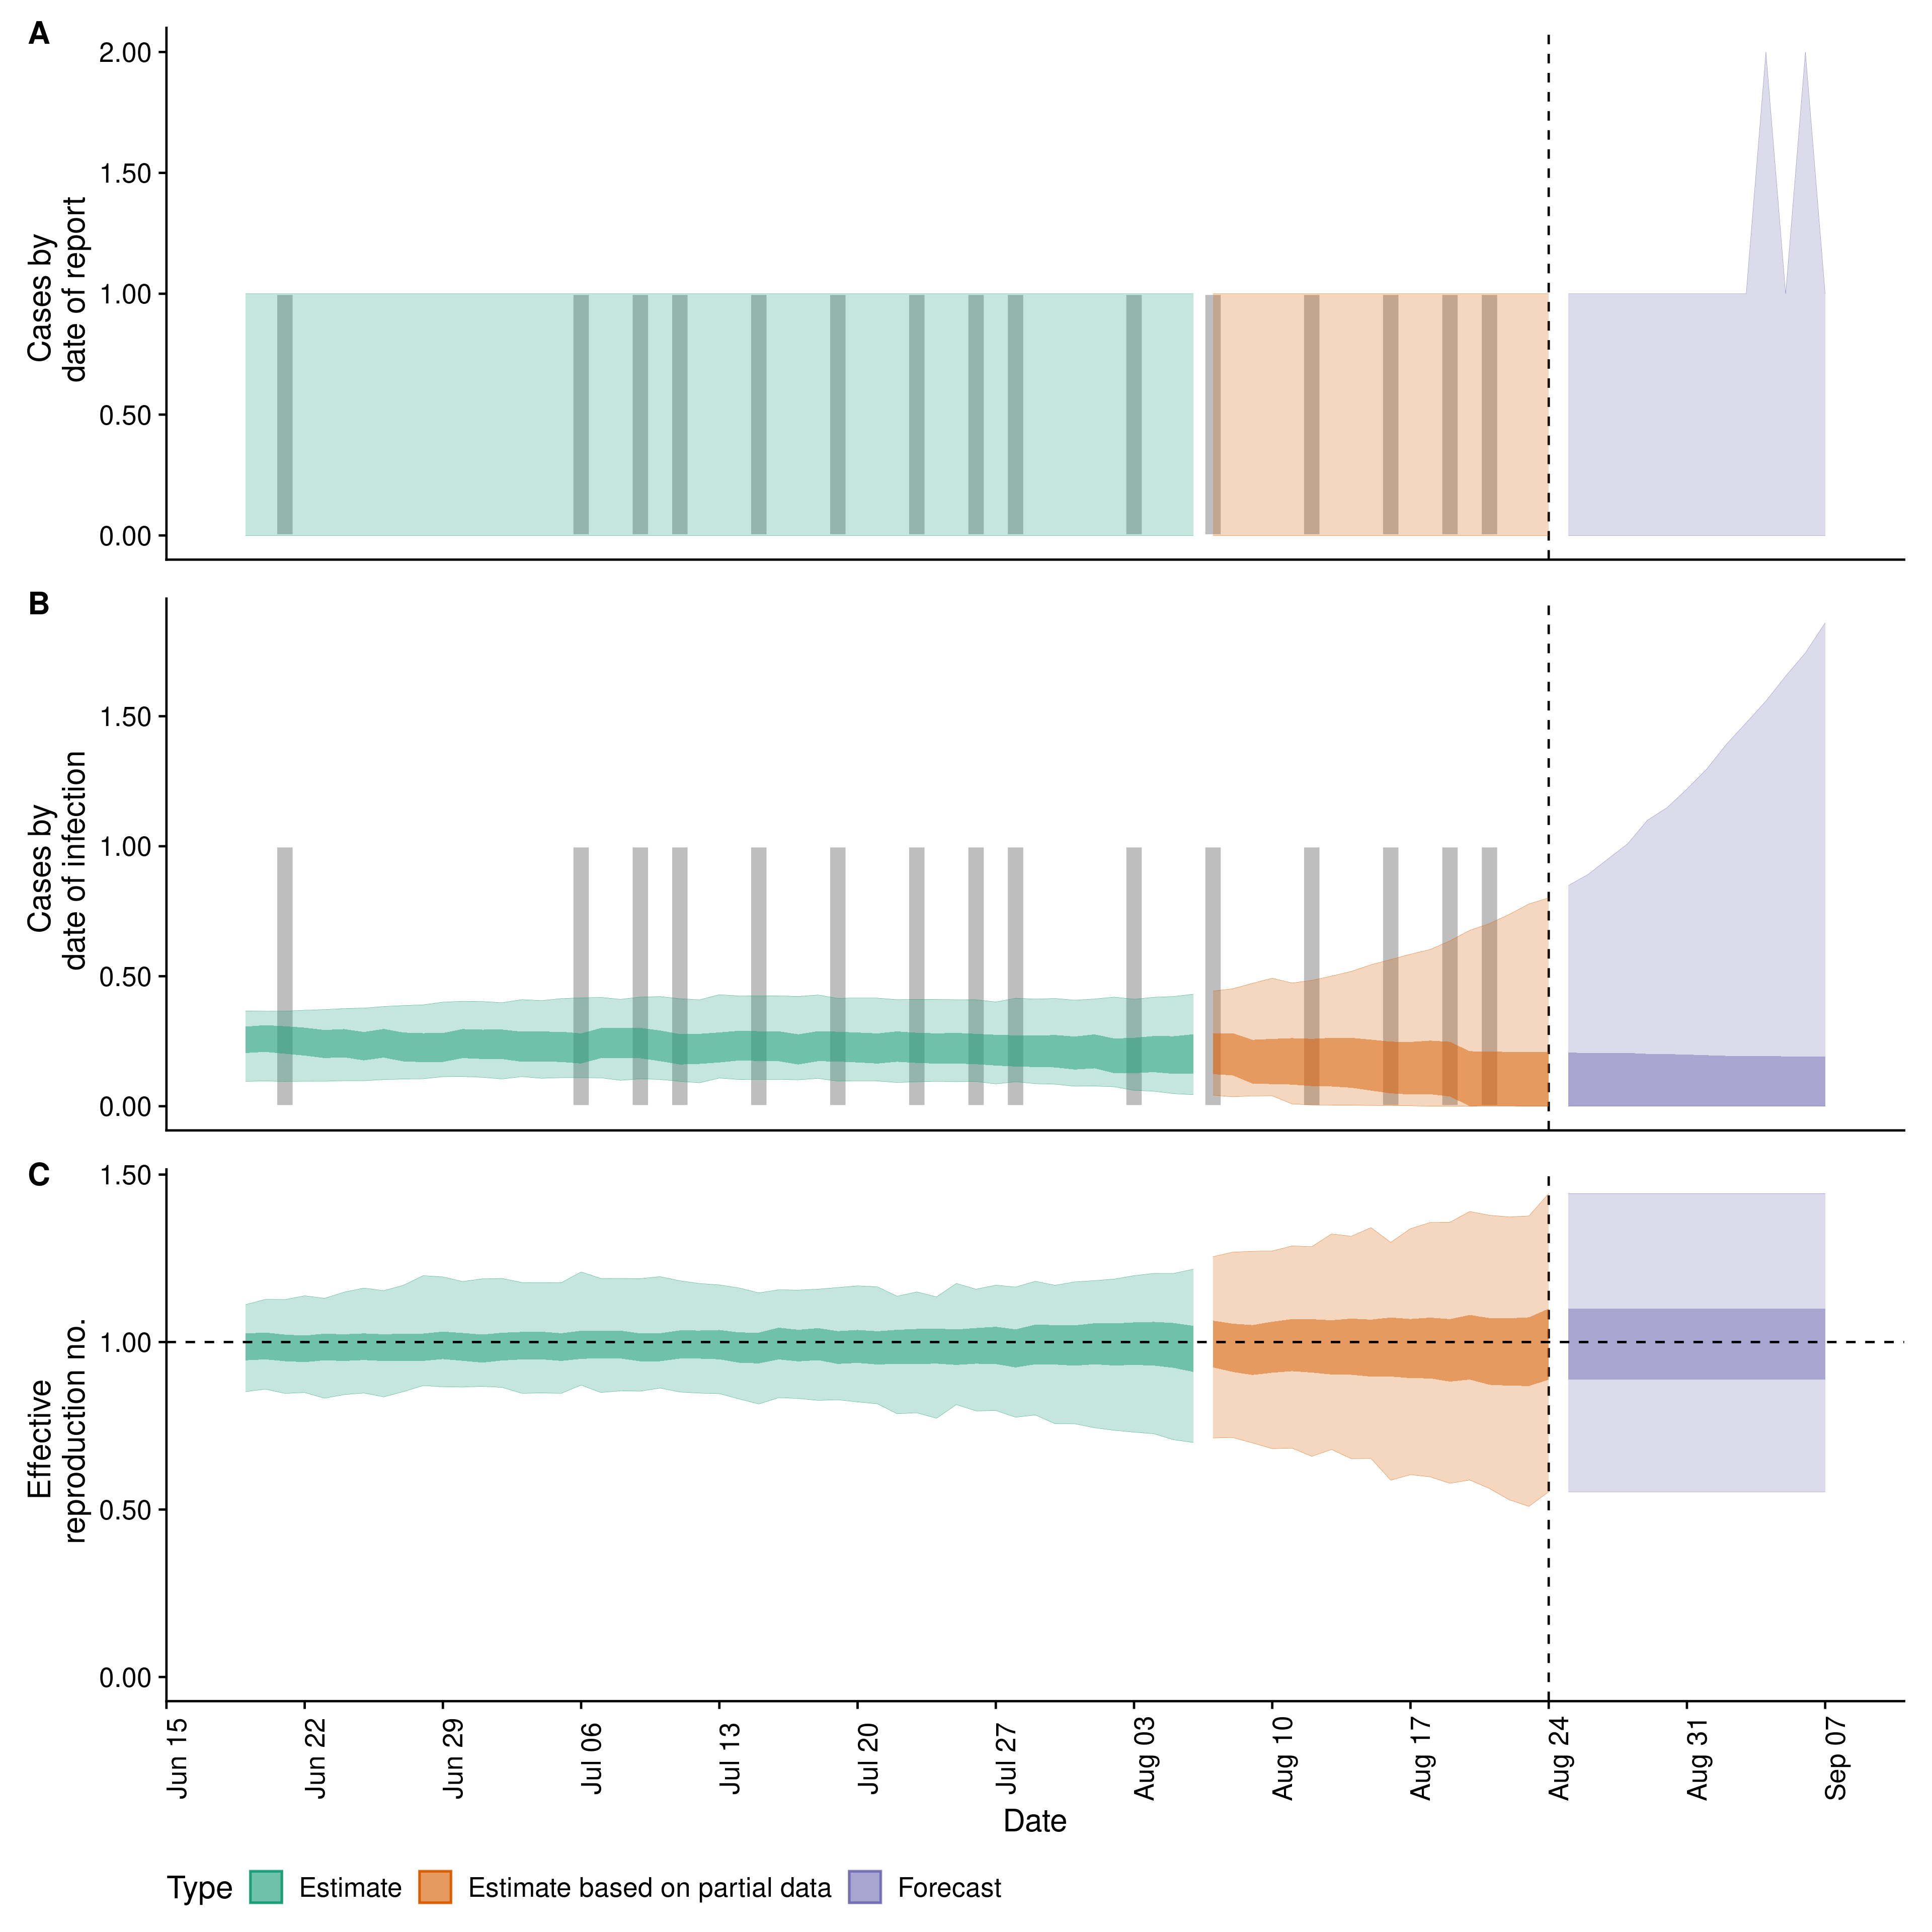 A
2.00
1.50
1.00
0.50
0.00
Cases by
date of report
B
1.50
1.00
0.50
0.00
Cases by
date of infection
C
1.50
1.00
0.50
0.00
Effective
reproduction no.
Jun 15
Jun 22
Jun 29
Jul 06
Jul 13
Jul 20
Jul 27
Aug 03
Aug 10
Aug 17
Aug 24
Aug 31
Sep 07
Date
Type Estimate Estimate based on partial data Forecast